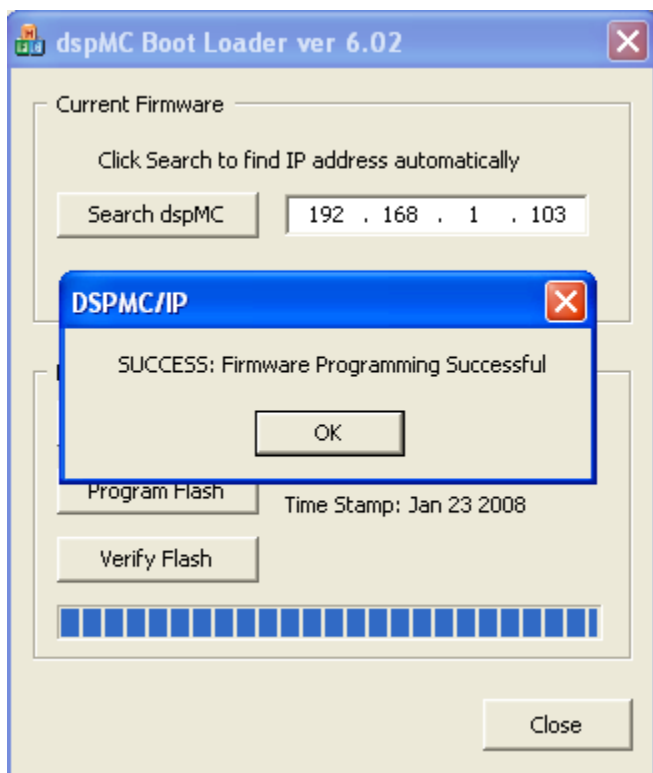 dspMC Boot Loader ver 6.02
Current Firmware
Click Search to find IP address automatically
Search dspMC
192 . 168 . 1 . 103
DSPMC/IP
SUCCESS: Firmware Programming Successful
OK
Program Flash
Time Stamp: Jan 23 2008
Verify Flash
Close